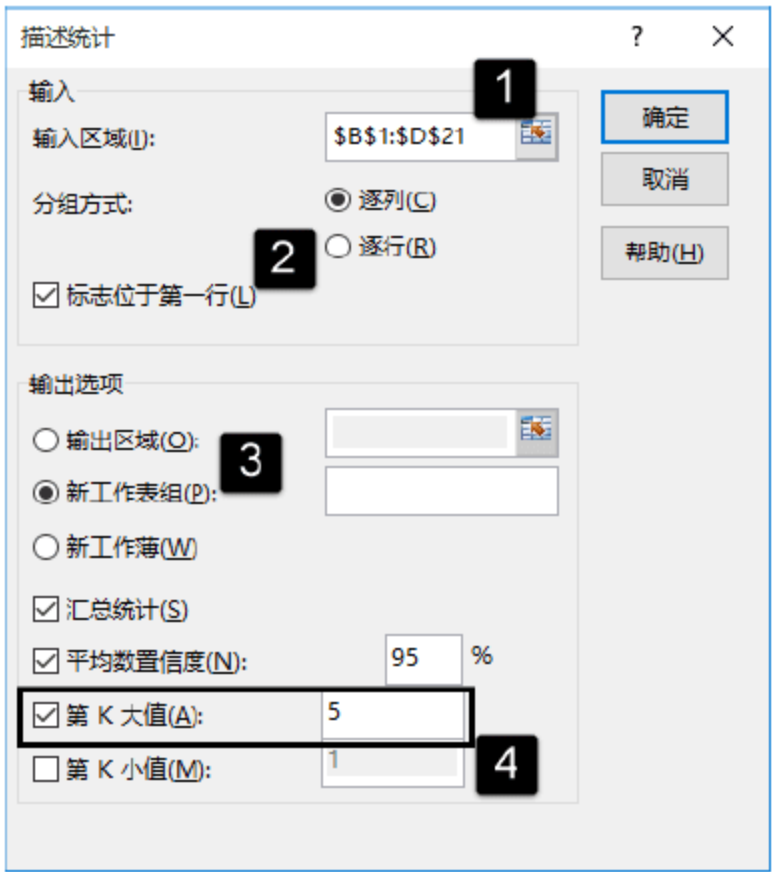 描述统计 ? ×
输入
1
输入区域(I): $B$1:$D$21
确定
分组方式: 逐列(C)
取消
2
逐行(R)
帮助(H)
标志位于第一行(L)
输出选项
输出区域(O):
3
新工作表组(P):
新工作薄(W)
汇总统计(S)
平均数置信度(N): 95 %
第 K 大值(A): 5
第 K 小值(M): 1
4